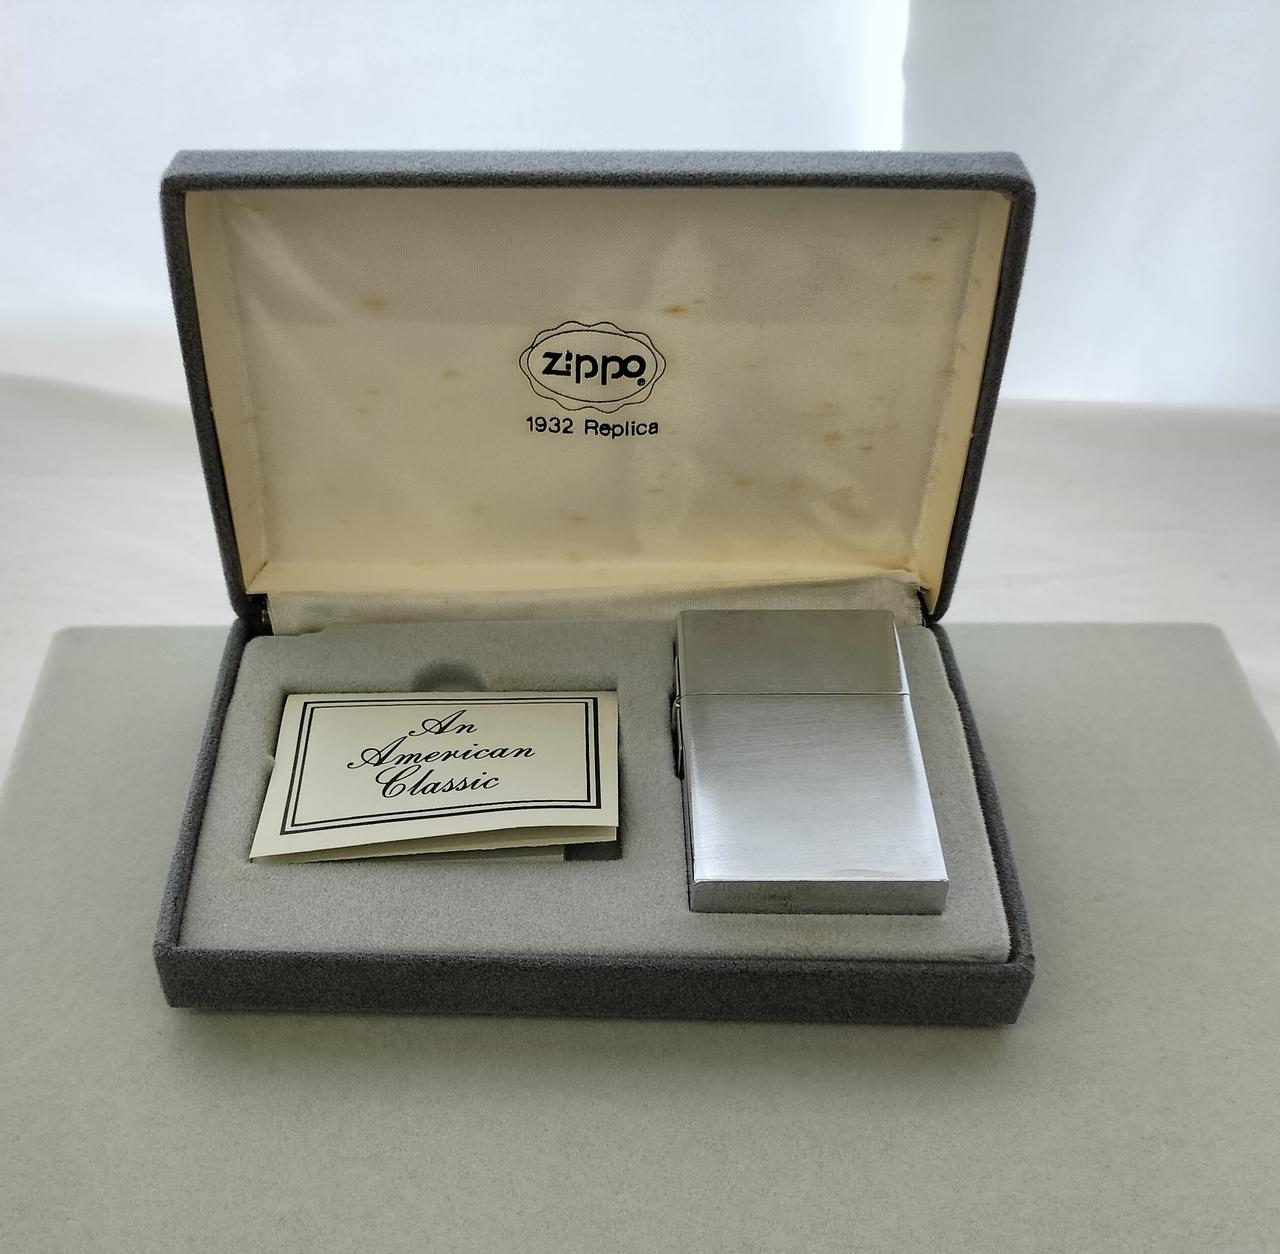 zippo®
1932 Replica
An
American
Classic